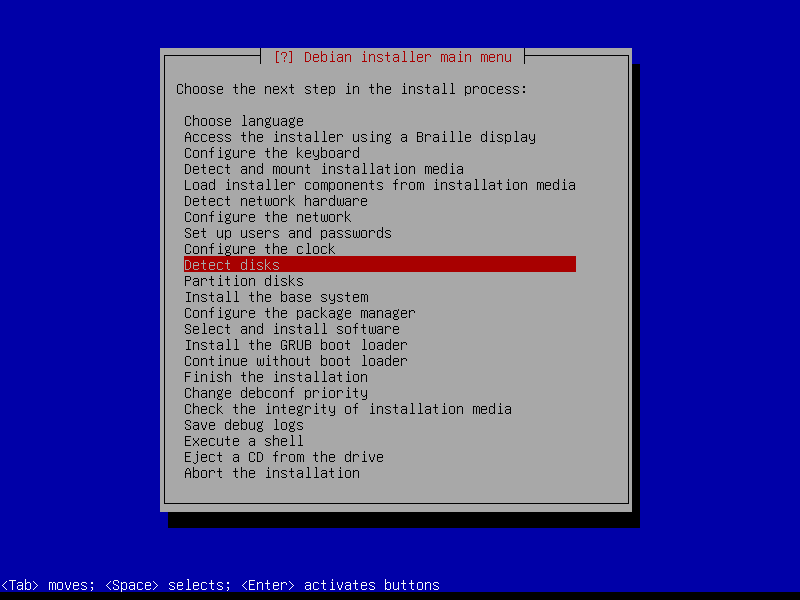 [?] Debian installer main menu
Choose the next step in the install process:
Choose language
Access the installer using a Braille display
Configure the keyboard
Detect and mount installation media
Load installer components from installation media
Detect network hardware
Configure the network
Set up users and passwords
Configure the clock
Detect disks
Partition disks
Install the base system
Configure the package manager
Select and install software
Install the GRUB boot loader
Continue without boot loader
Finish the installation
Change debconf priority
Check the integrity of installation media
Save debug logs
Execute a shell
Eject a CD from the drive
Abort the installation
<Tab> moves; <Space> selects; <Enter> activates buttons